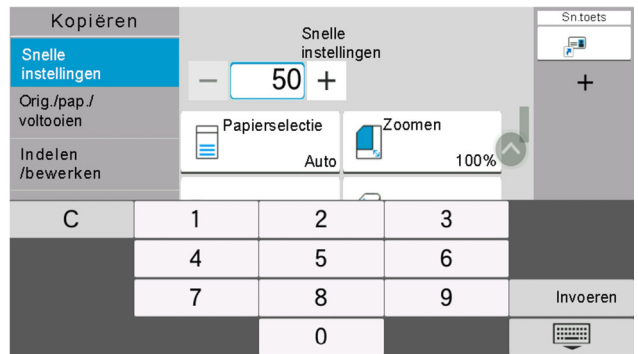 Kopiëren
Snelle
instellingen
Orig./pap./
voltooien
Indelen
/bewerken
Snelle
instellingen
− 50 +
Papierselectie
Auto
Zoomen
100%
Sn.toets
+
C 1 2 3
4 5 6
7 8 9 Invoeren
0